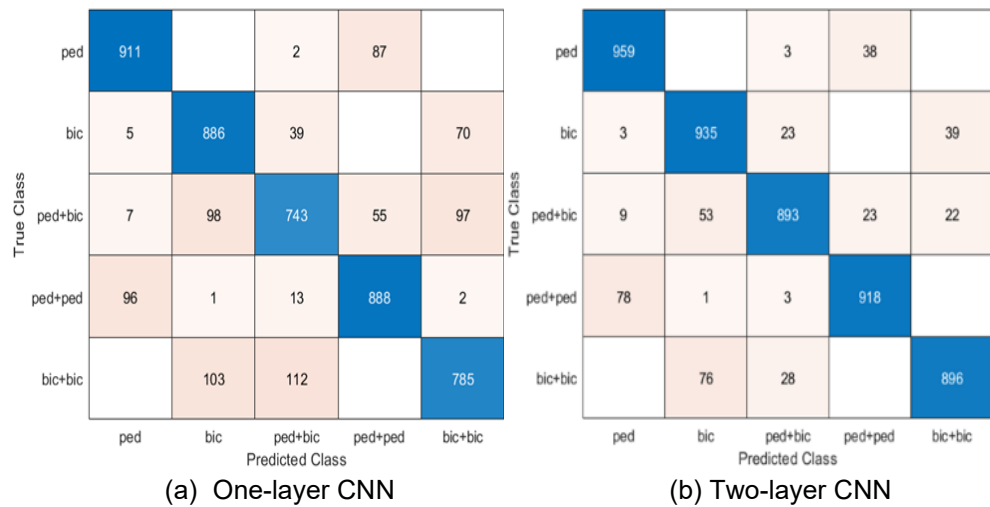 ped 911 2 87
bic 5 886 39 70
ped+bic 7 98 743 55 97
ped+ped 96 1 13 888 2
bic+bic 103 112 785
ped bic ped+bic ped+ped bic+bic
Predicted Class
True Class
(a) One-layer CNN
ped 959 3 38
bic 3 935 23 39
ped+bic 9 53 893 23 22
ped+ped 78 1 3 918
bic+bic 76 28 896
ped bic ped+bic ped+ped bic+bic
Predicted Class
True Class
(b) Two-layer CNN